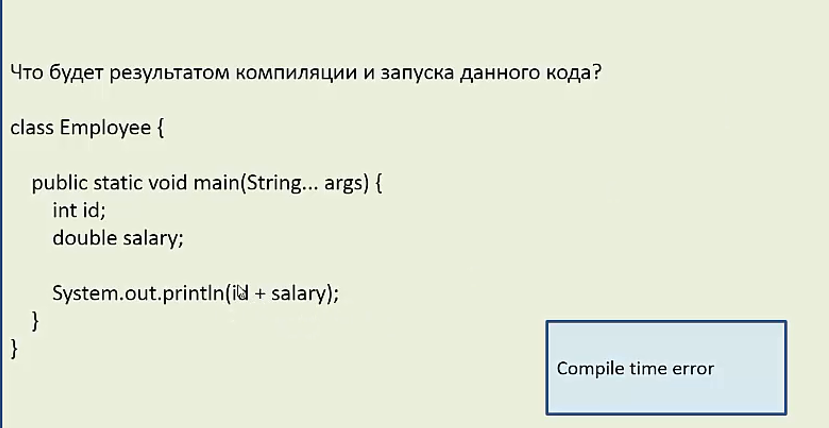 Что будет результатом компиляции и запуска данного кода?
class Employee {
public static void main(String... args) {
int id;
double salary;
System.out.println(id + salary);
}
}
Compile time error